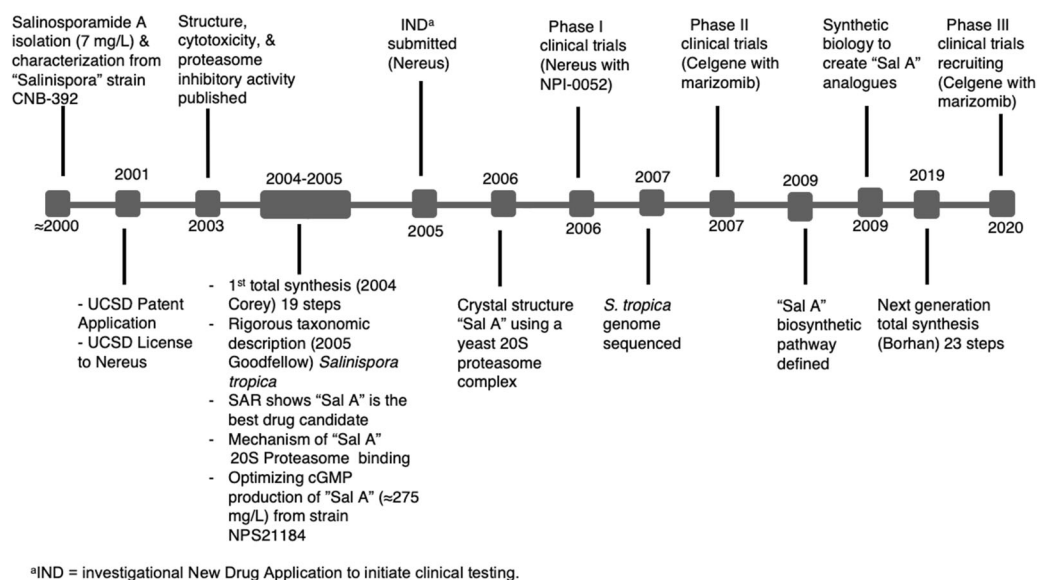 Salinosporamide A
isolation (7 mg/L) &
characterization from
“Salinispora” strain
CNB-392
Structure,
cytotoxicity, &
proteasome
inhibitory activity
published
INDª
submitted
(Nereus)
Phase I
clinical trials
(Nereus with
NPI-0052)
Phase II
clinical trials
(Celgene with
marizomib)
Synthetic
biology to
create “Sal A”
analogues
Phase III
clinical trials
recruiting
(Celgene with
marizomib)
≈2000
2001
2003
2004-2005
2005
2006
2006
2007
2007
2009
2009
2019
2020
- UCSD Patent
Application
- UCSD License
to Nereus
- 1st total synthesis (2004
Corey) 19 steps
- Rigorous taxonomic
description (2005
Goodfellow) Salinispora
tropica
- SAR shows “Sal A” is the
best drug candidate
- Mechanism of “Sal A”
20S Proteasome binding
- Optimizing cGMP
production of ”Sal A” (≈275
mg/L) from strain
NPS21184
Crystal structure
“Sal A” using a
yeast 20S
proteasome
complex
S. tropica
genome
sequenced
“Sal A”
biosynthetic
pathway
defined
Next generation
total synthesis
(Borhan) 23 steps
ªIND = investigational New Drug Application to initiate clinical testing.